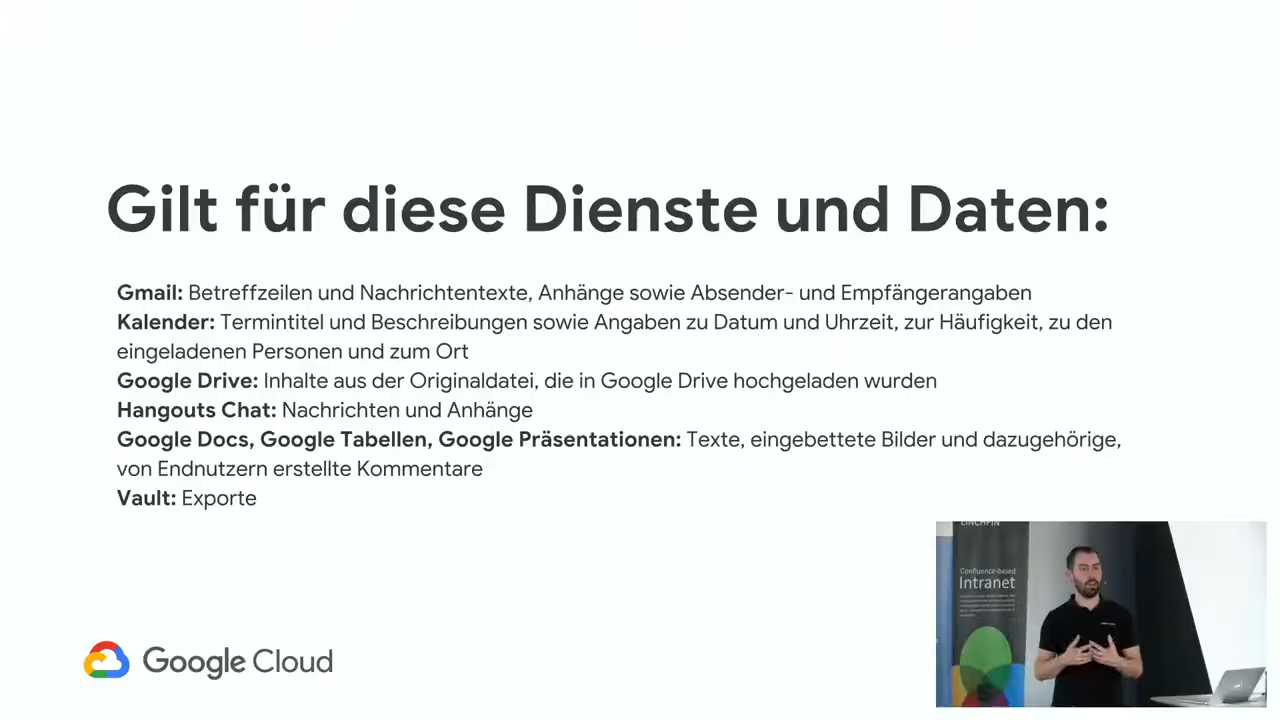 Gilt für diese Dienste und Daten:
Gmail: Betreffzeilen und Nachrichtentexte, Anhänge sowie Absender- und Empfängerangaben
Kalender: Termintitel und Beschreibungen sowie Angaben zu Datum und Uhrzeit, zur Häufigkeit, zu den
eingeladenen Personen und zum Ort
Google Drive: Inhalte aus der Originaldatei, die in Google Drive hochgeladen wurden
Hangouts Chat: Nachrichten und Anhänge
Google Docs, Google Tabellen, Google Präsentationen: Texte, eingebettete Bilder und dazugehörige,
von Endnutzern erstellte Kommentare
Vault: Exporte
LINCHPIN
Confluence-based
Intranet
Google Cloud